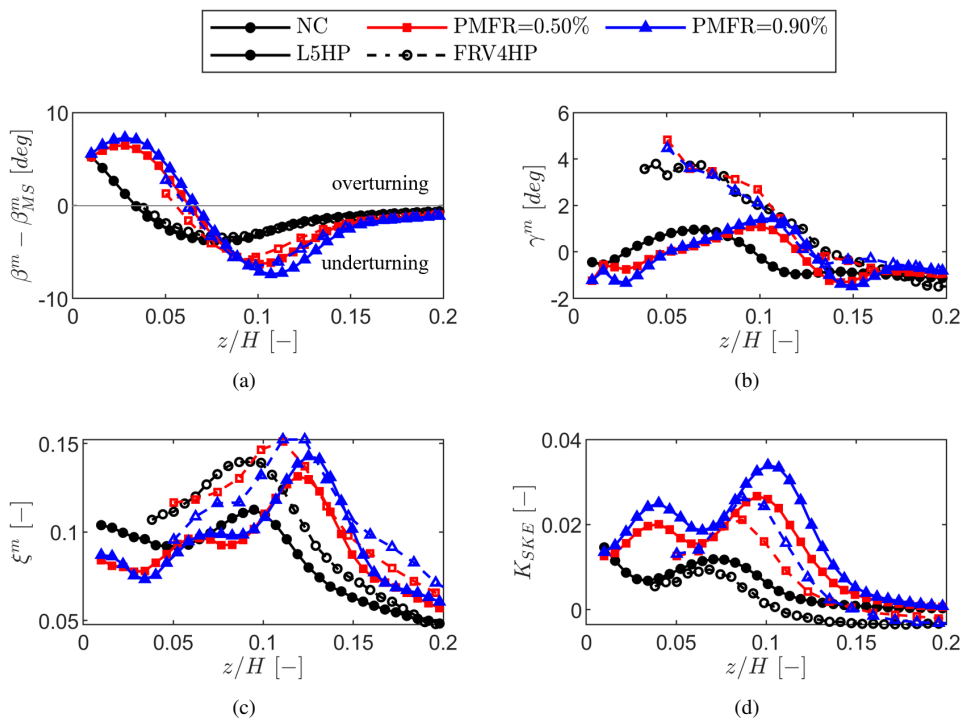 NC PMFR=0.50% PMFR=0.90%
L5HP FRV4HP
10
5
0
-5
-10
β^m − β^m_MS [deg]
overturning
undertuning
0 0.05 0.1 0.15 0.2
z/H [−]
(a)
6
4
2
0
-2
γ^m [deg]
0 0.05 0.1 0.15 0.2
z/H [−]
(b)
0.15
0.1
0.05
ξ^m [−]
0 0.05 0.1 0.15 0.2
z/H [−]
(c)
0.04
0.02
0
K_SKE [−]
0 0.05 0.1 0.15 0.2
z/H [−]
(d)